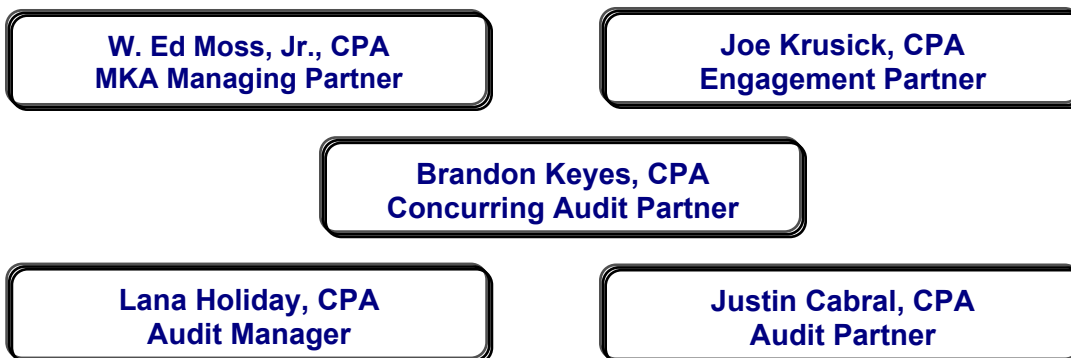 W. Ed Moss, Jr., CPA
MKA Managing Partner
Joe Krusick, CPA
Engagement Partner
Brandon Keyes, CPA
Concurring Audit Partner
Lana Holiday, CPA
Audit Manager
Justin Cabral, CPA
Audit Partner